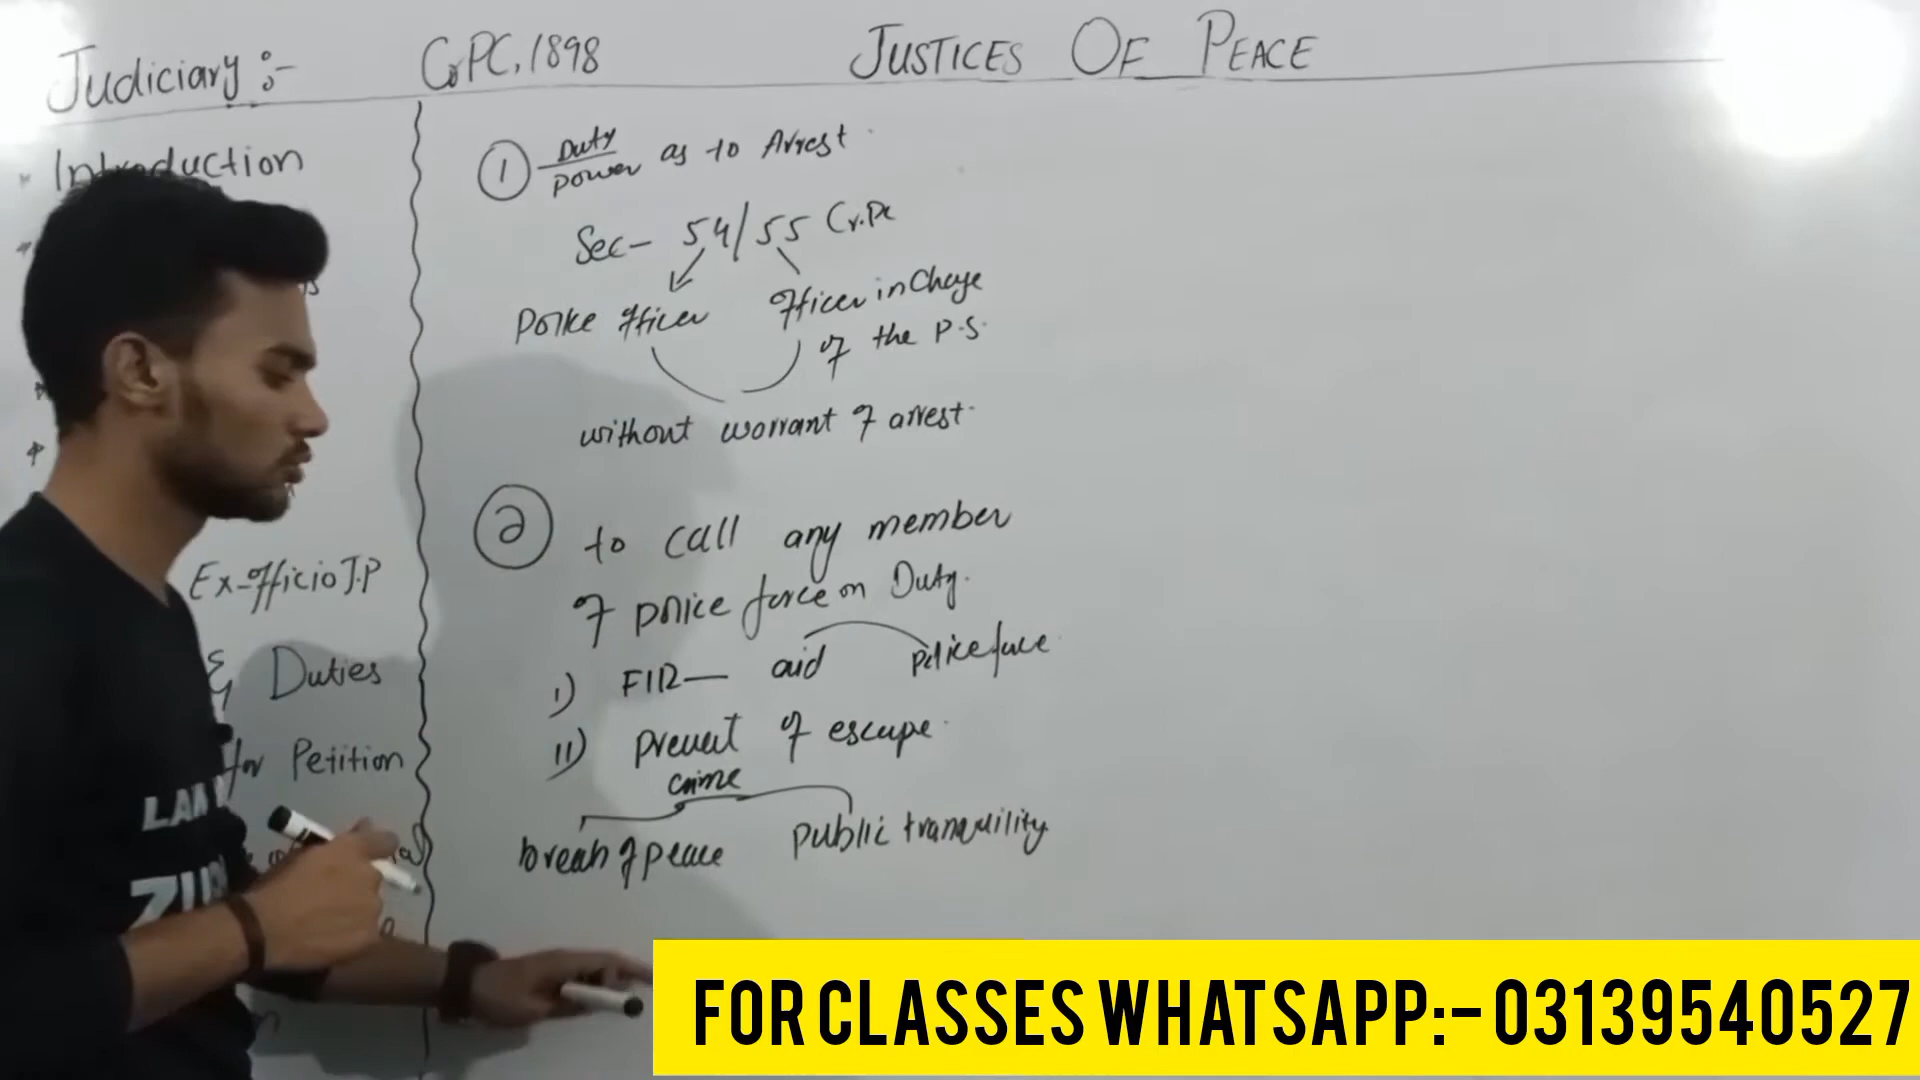 Judiciary :-
CrPC, 1898
JUSTICES OF PEACE
Introduction
Ex-officio J.P
& Duties
for Petition
① Duty
power as to Arrest.
Sec- 54/55 Cr.Pc
Police officer
officer inCharge
of the P.S.
without warrant of arrest.
② to call any member
of police force on Duty.
I) FIR— aid policeforce
II) prevent of escape.
crime
breach of peace
public tranquility
LAW
FOR CLASSES WHATSAPP:- 03139540527